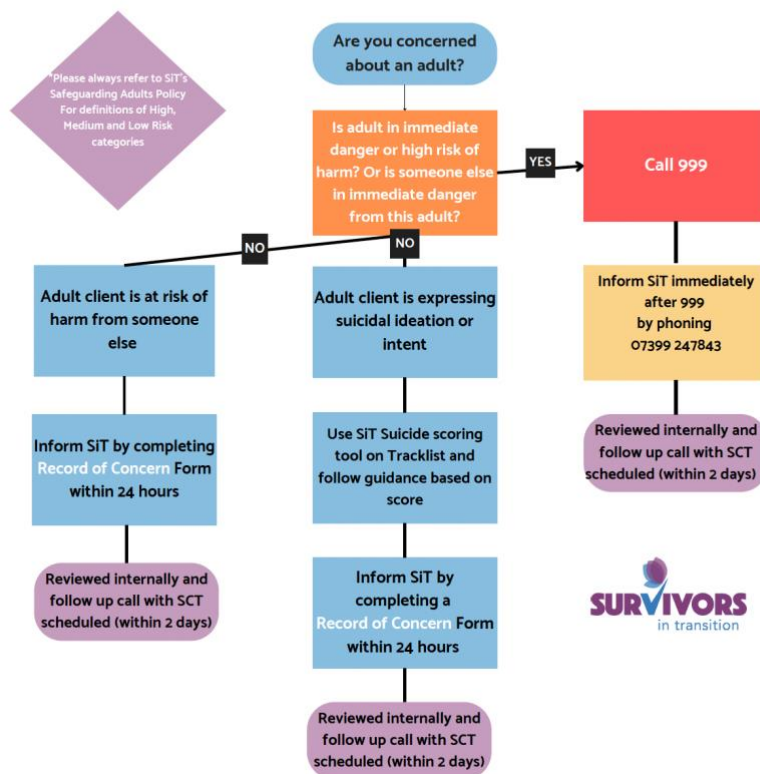 Are you concerned
about an adult?
*Please always refer to SiT's
Safeguarding Adults Policy
For definitions of High,
Medium and Low Risk
categories
Is adult in immediate
danger or high risk of
harm? Or is someone else
in immediate danger
from this adult?
YES
Call 999
NO
NO
Adult client is at risk of
harm from someone
else
Adult client is expressing
suicidal ideation or
intent
Inform SiT immediately
after 999
by phoning
07399 247843
Inform SiT by completing
Record of Concern Form
within 24 hours
Use SiT Suicide scoring
tool on Tracklist and
follow guidance based on
score
Reviewed internally and
follow up call with SCT
scheduled (within 2 days)
Reviewed internally and
follow up call with SCT
scheduled (within 2 days)
Inform SiT by
completing a
Record of Concern Form
within 24 hours
SURVIVORS
in transition
Reviewed internally and
follow up call with SCT
scheduled (within 2 days)